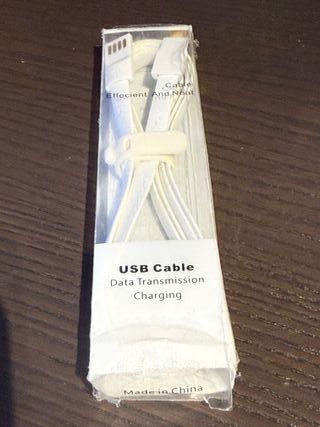 Cable
Effecient And Neat
USB Cable
Data Transmission
Charging
Made in China